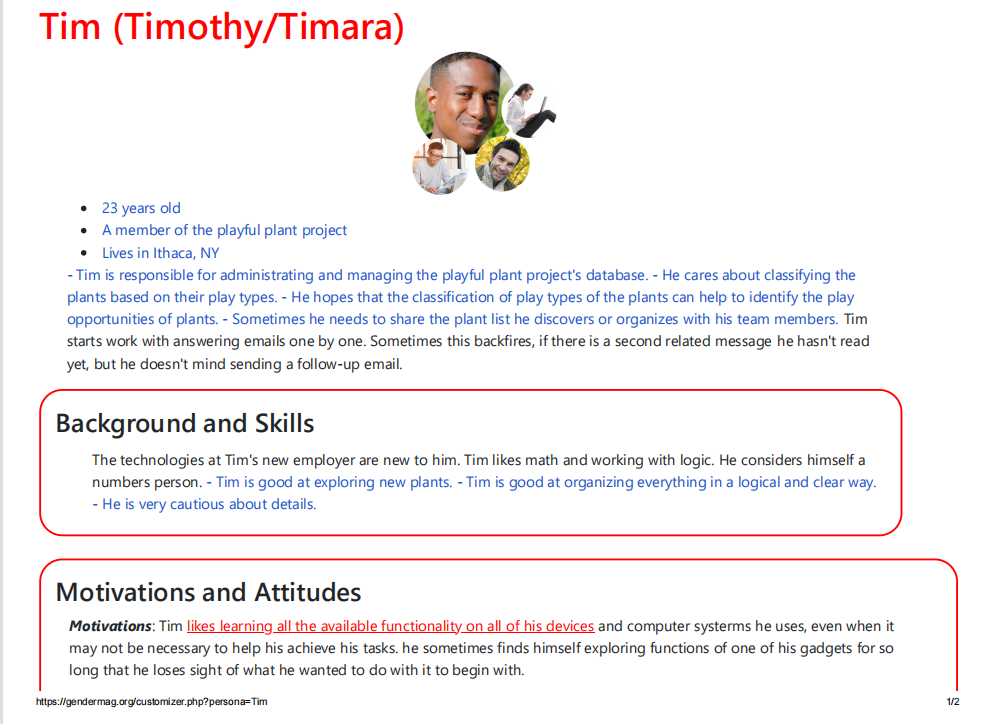 Tim (Timothy/Timara)
• 23 years old
• A member of the playful plant project
• Lives in Ithaca, NY
- Tim is responsible for administrating and managing the playful plant project's database. - He cares about classifying the
plants based on their play types. - He hopes that the classification of play types of the plants can help to identify the play
opportunities of plants. - Sometimes he needs to share the plant list he discovers or organizes with his team members. Tim
starts work with answering emails one by one. Sometimes this backfires, if there is a second related message he hasn't read
yet, but he doesn't mind sending a follow-up email.
Background and Skills
The technologies at Tim's new employer are new to him. Tim likes math and working with logic. He considers himself a
numbers person. - Tim is good at exploring new plants. - Tim is good at organizing everything in a logical and clear way.
- He is very cautious about details.
Motivations and Attitudes
Motivations: Tim likes learning all the available functionality on all of his devices and computer systerms he uses, even when it
may not be necessary to help his achieve his tasks. he sometimes finds himself exploring functions of one of his gadgets for so
long that he loses sight of what he wanted to do with it to begin with.
https://gendermag.org/customizer.php?persona=Tim
1/2